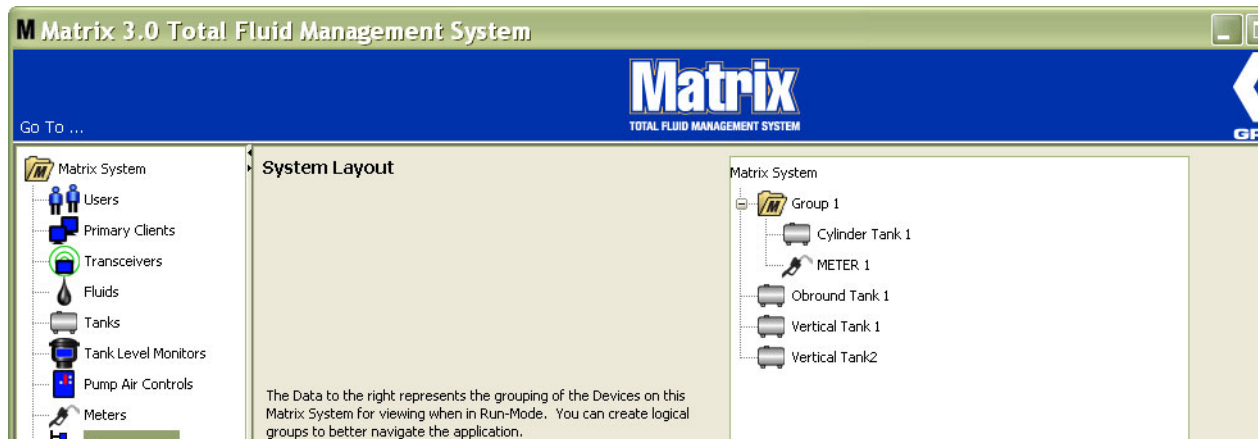 M Matrix 3.0 Total Fluid Management System
Matrix
TOTAL FLUID MANAGEMENT SYSTEM
Go To ...
Matrix System
Users
Primary Clients
Transceivers
Fluids
Tanks
Tank Level Monitors
Pump Air Controls
Meters
System Layout
The Data to the right represents the grouping of the Devices on this
Matrix System for viewing when in Run-Mode. You can create logical
groups to better navigate the application.
Matrix System
Group 1
Cylinder Tank 1
METER 1
Obround Tank 1
Vertical Tank 1
Vertical Tank2